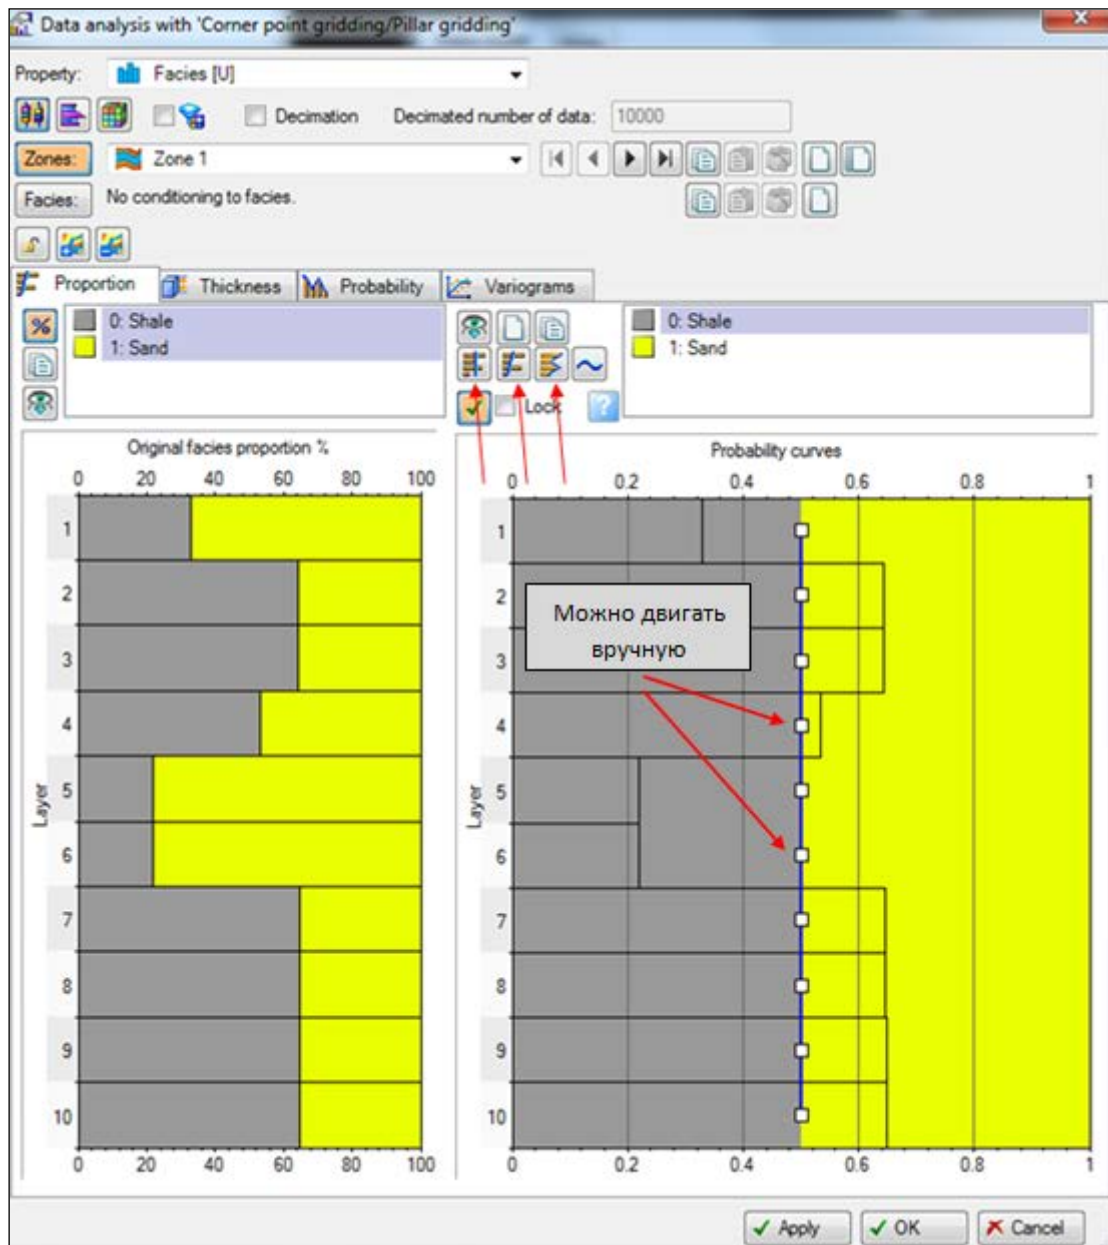 Data analysis with 'Corner point gridding/Pillar gridding'
Property: Facies [U]
Decimation Decimated number of data: 10000
Zones: Zone 1
Facies: No conditioning to facies.
Proportion Thickness Probability Variograms
% 0: Shale
1: Sand
0: Shale
1: Sand
Lock ?
Original facies proportion %
0 20 40 60 80 100
1
2
3
4
5
6
7
8
9
10
Layer
0 20 40 60 80 100
Probability curves
0 0.2 0.4 0.6 0.8 1
1
2
3
4
5
6
7
8
9
10
Layer
Можно двигать
вручную
0 0.2 0.4 0.6 0.8 1
Apply OK Cancel